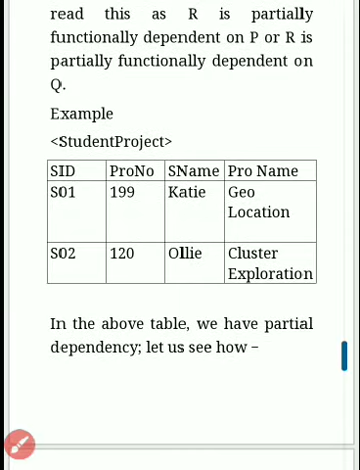 read this as R is partially
functionally dependent on P or R is
partially functionally dependent on
Q.
Example
<StudentProject>
SID ProNo SName Pro Name
S01 199 Katie Geo
Location
S02 120 Ollie Cluster
Exploration
In the above table, we have partial
dependency; let us see how –